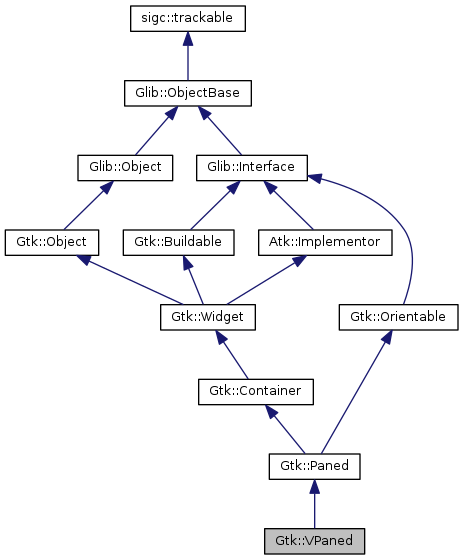 sigc::trackable
Glib::ObjectBase
Glib::Object
Glib::Interface
Gtk::Object
Gtk::Buildable
Atk::Implementor
Gtk::Widget
Gtk::Orientable
Gtk::Container
Gtk::Paned
Gtk::VPaned